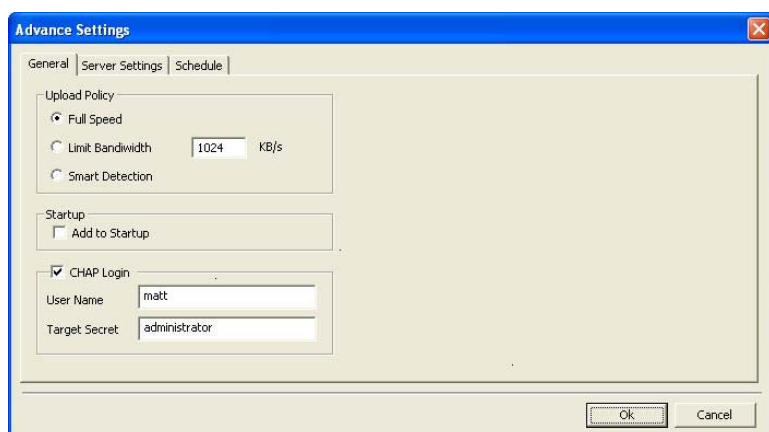 Advance Settings
General Server Settings Schedule
Upload Policy
Full Speed
Limit Bandwidth 1024 KB/s
Smart Detection
Startup
Add to Startup
CHAP Login
User Name matt
Target Secret administrator
Ok Cancel